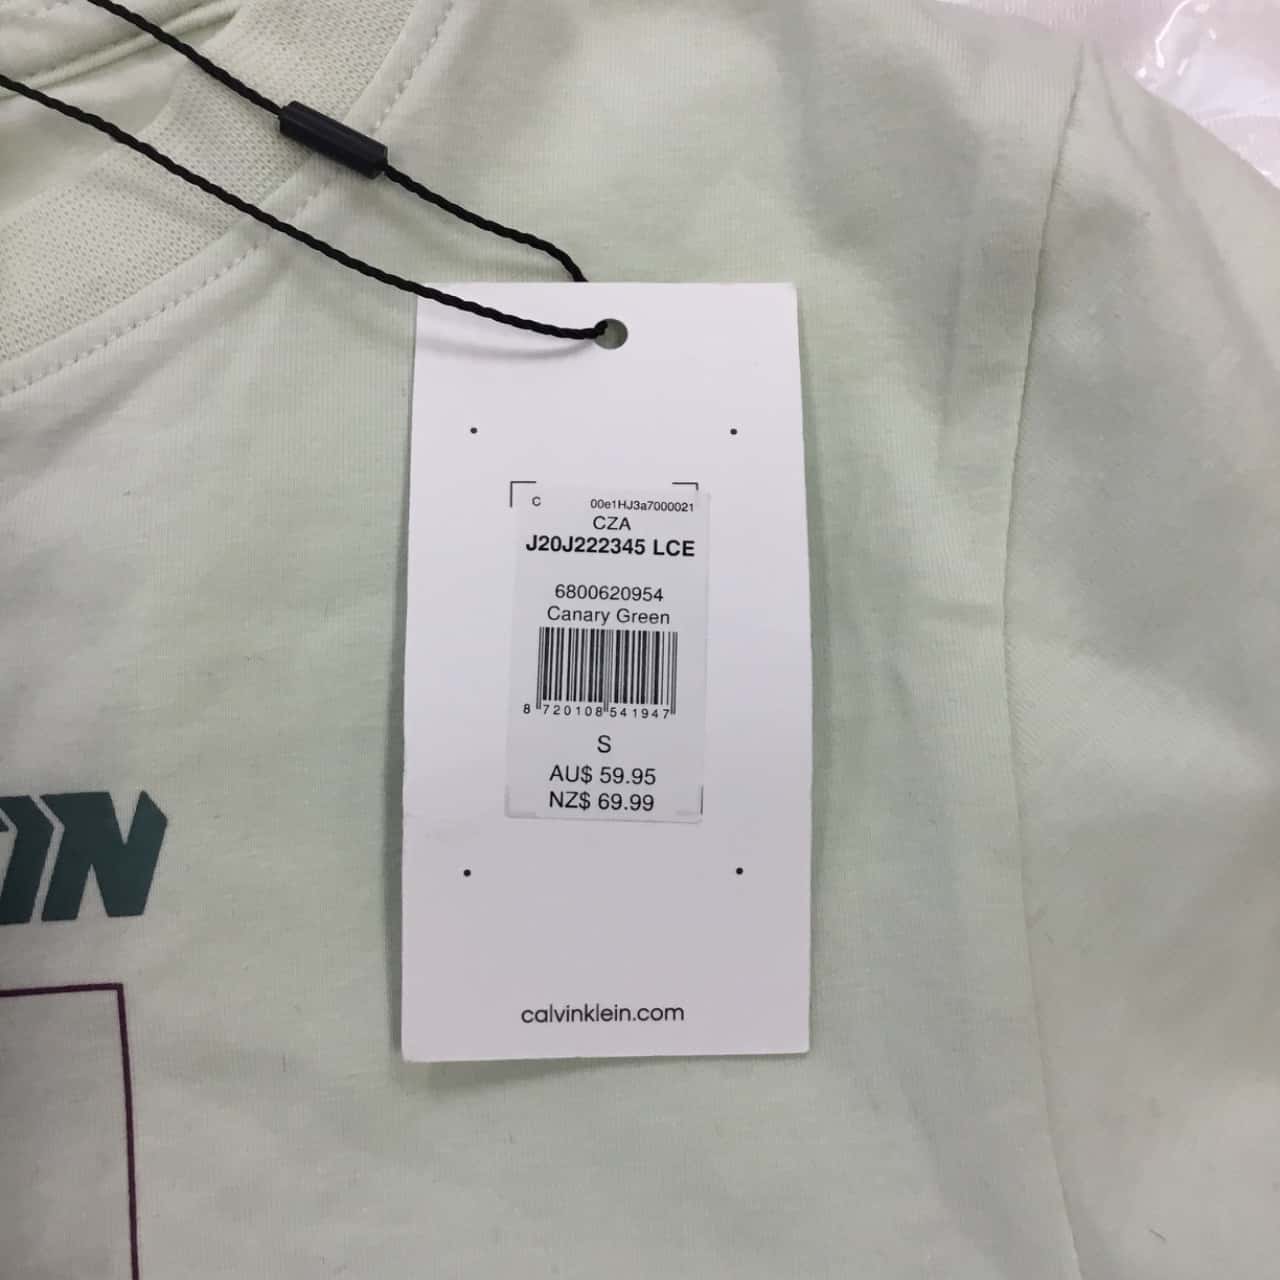 C 00e1HJ3a7000021
CZA
J20J222345 LCE
6800620954
Canary Green
8 720108 541947
S
AU$ 59.95
NZ$ 69.99
calvinklein.com